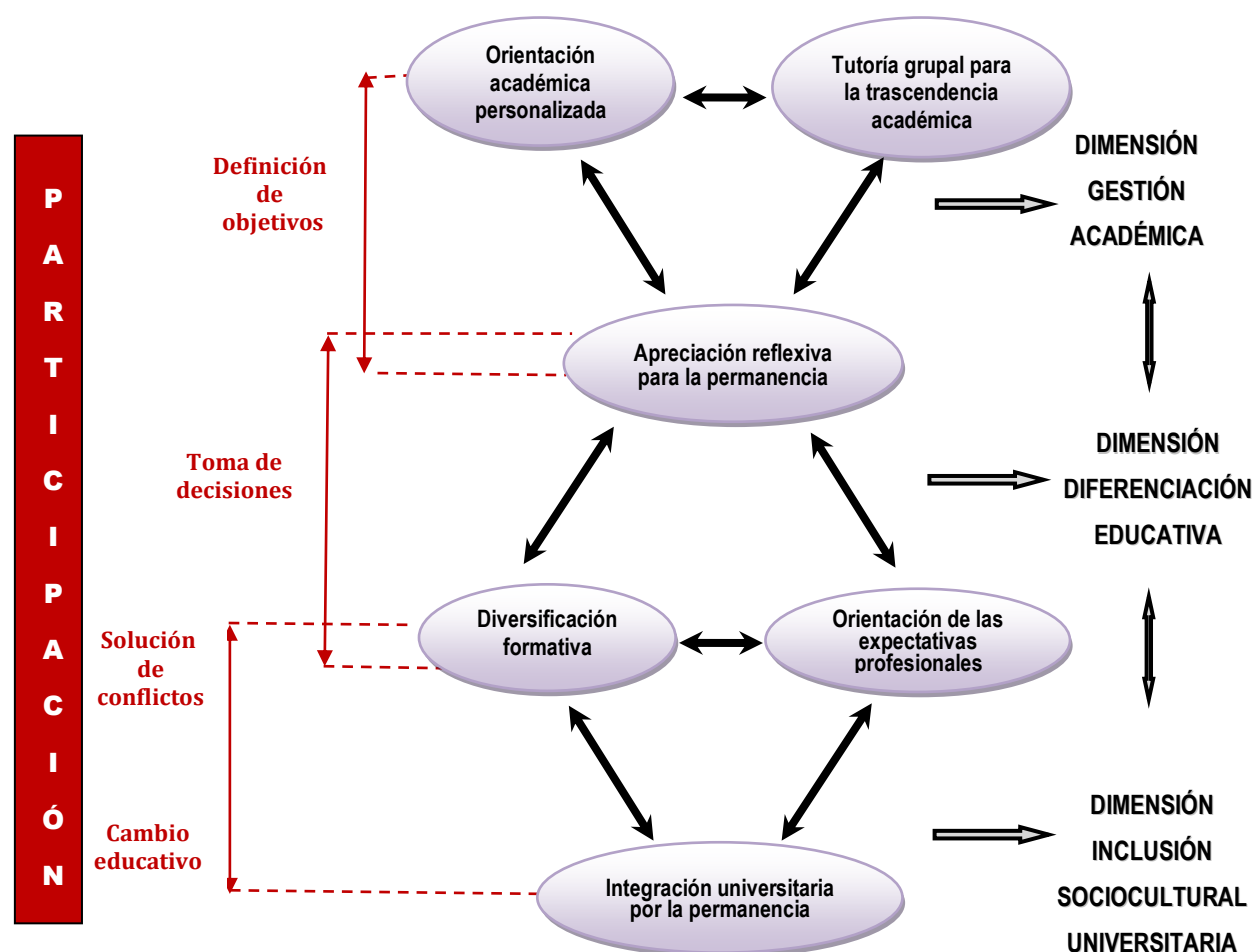 PARTICIPACIÓN
Orientación
académica
personalizada
Tutoría grupal para
la trascendencia
académica
Definición
de
objetivos
DIMENSIÓN
GESTIÓN
ACADÉMICA
Apreciación reflexiva
para la permanencia
Toma de
decisiones
DIMENSIÓN
DIFERENCIACIÓN
EDUCATIVA
Diversificación
formativa
Orientación de las
expectativas
profesionales
Solución
de
conflictos
Cambio
educativo
Integración universitaria
por la permanencia
DIMENSIÓN
INCLUSIÓN
SOCIOCULTURAL
UNIVERSITARIA